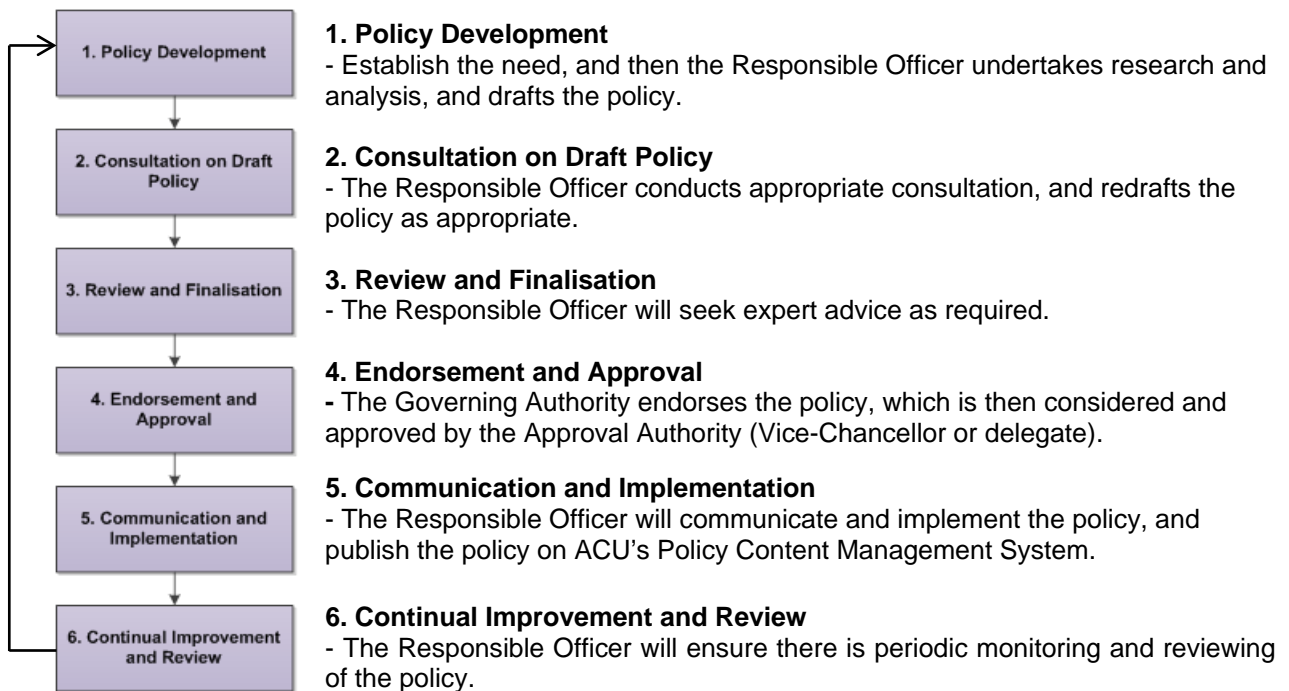 1. Policy Development
1. Policy Development
- Establish the need, and then the Responsible Officer undertakes research and
analysis, and drafts the policy.
2. Consultation on Draft
Policy
2. Consultation on Draft Policy
- The Responsible Officer conducts appropriate consultation, and redrafts the
policy as appropriate.
3. Review and Finalisation
3. Review and Finalisation
- The Responsible Officer will seek expert advice as required.
4. Endorsement and
Approval
4. Endorsement and Approval
- The Governing Authority endorses the policy, which is then considered and
approved by the Approval Authority (Vice-Chancellor or delegate).
5. Communication and
Implementation
5. Communication and Implementation
- The Responsible Officer will communicate and implement the policy, and
publish the policy on ACU’s Policy Content Management System.
6. Continual Improvement
and Review
6. Continual Improvement and Review
- The Responsible Officer will ensure there is periodic monitoring and reviewing
of the policy.